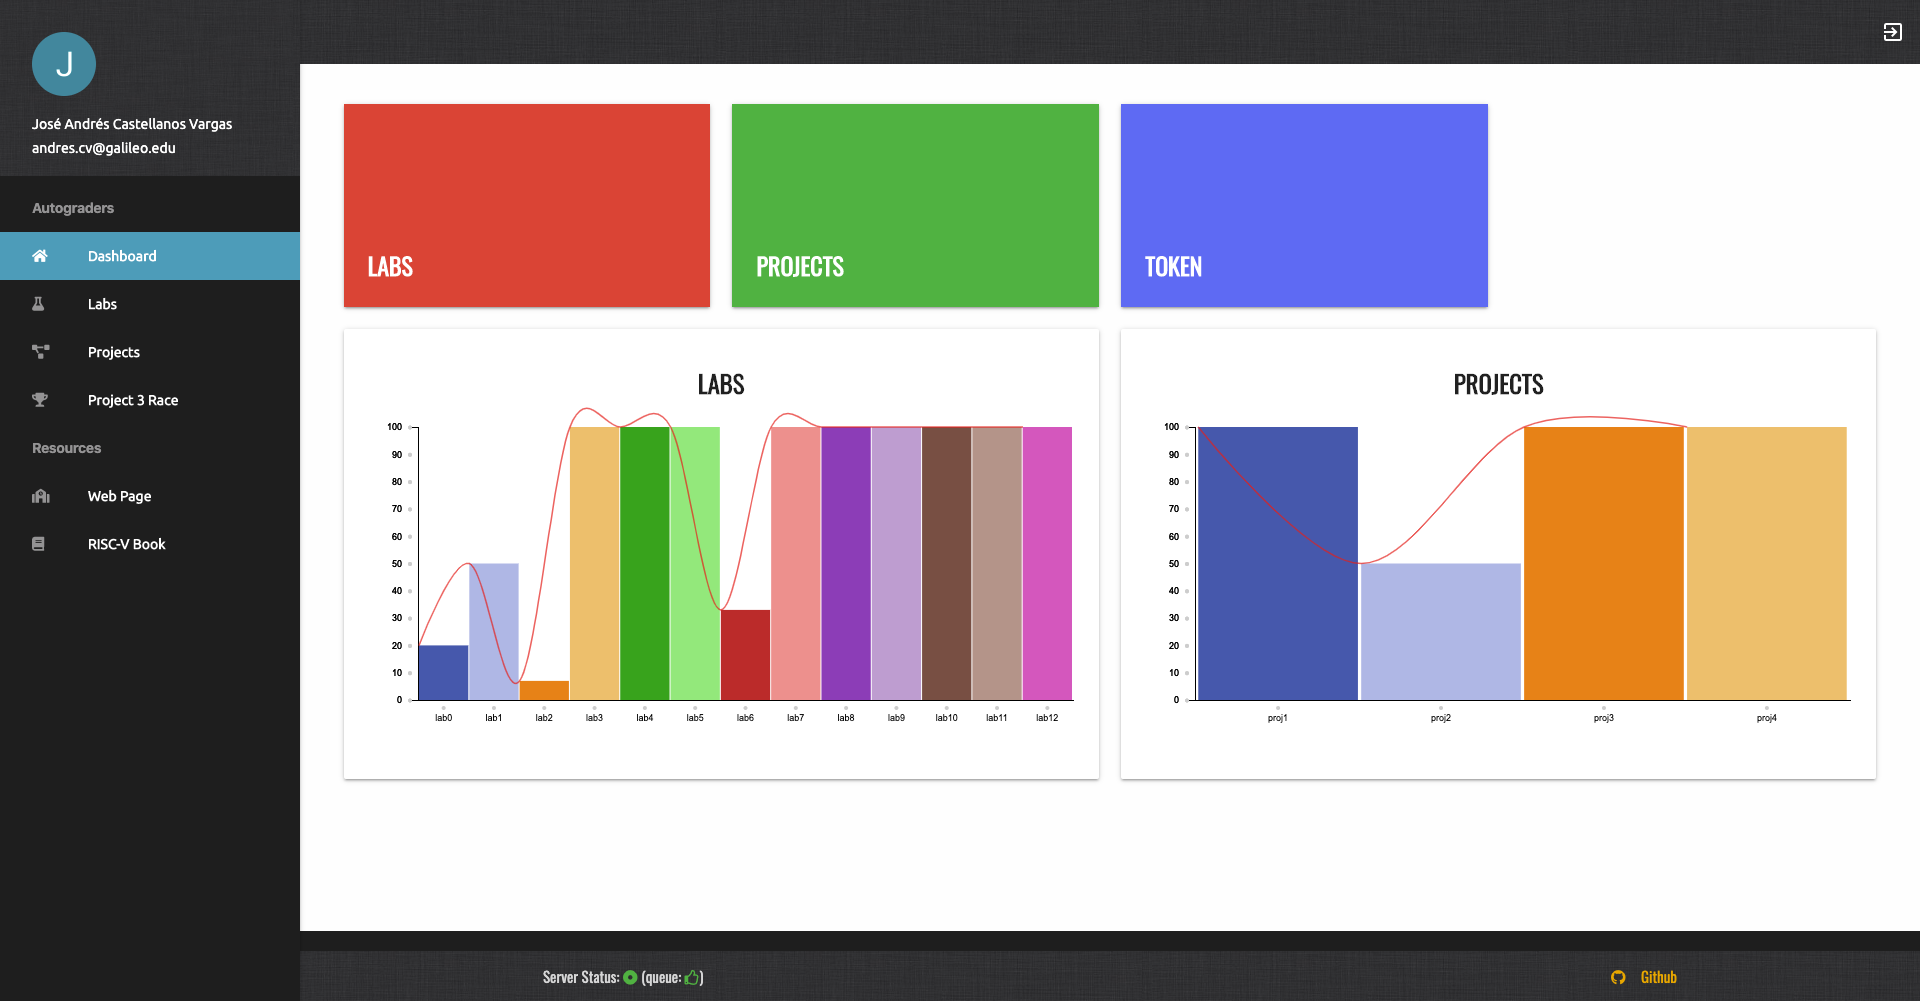 J
José Andrés Castellanos Vargas
andres.cv@galileo.edu
Autograders
Dashboard
Labs
Projects
Project 3 Race
Resources
Web Page
RISC-V Book
LABS
PROJECTS
TOKEN
LABS
100
90
80
70
60
50
40
30
20
10
0
lab0 lab1 lab2 lab3 lab4 lab5 lab6 lab7 lab8 lab9 lab10 lab11 lab12
PROJECTS
100
90
80
70
60
50
40
30
20
10
0
proj1 proj2 proj3 proj4
Server Status: (queue: )
Github